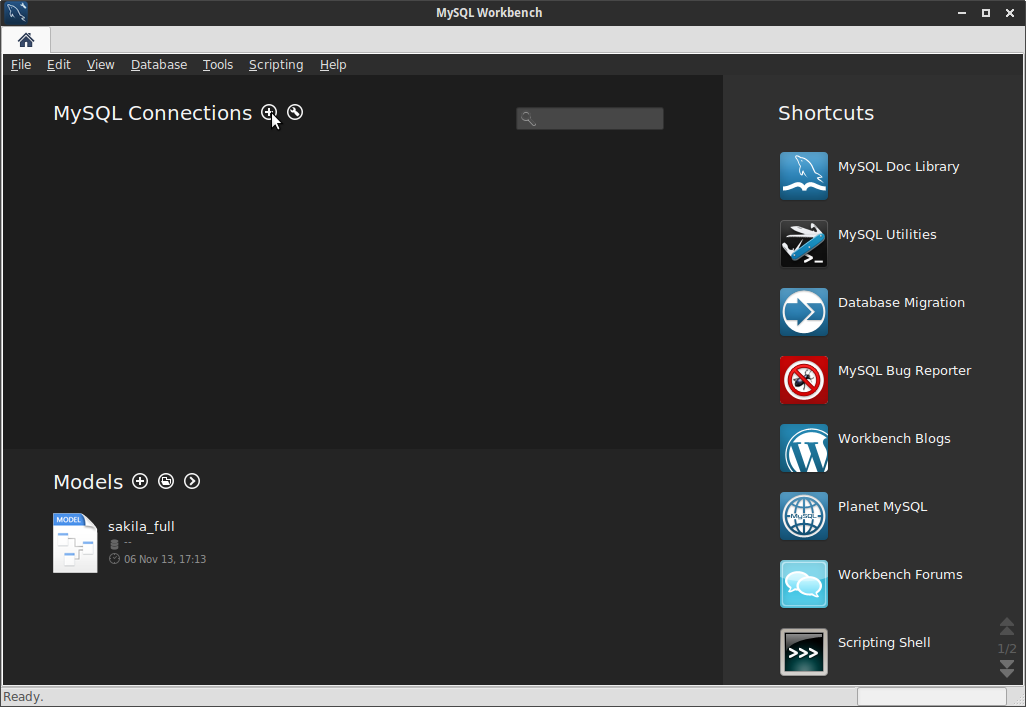 MySQL Workbench
File Edit View Database Tools Scripting Help
MySQL Connections
Shortcuts
MySQL Doc Library
MySQL Utilities
>_
Database Migration
MySQL Bug Reporter
Workbench Blogs
Planet MySQL
MySQL
Workbench Forums
Scripting Shell
>>>
1/2
Models
MODEL
sakila_full
--
06 Nov 13, 17:13
Ready.